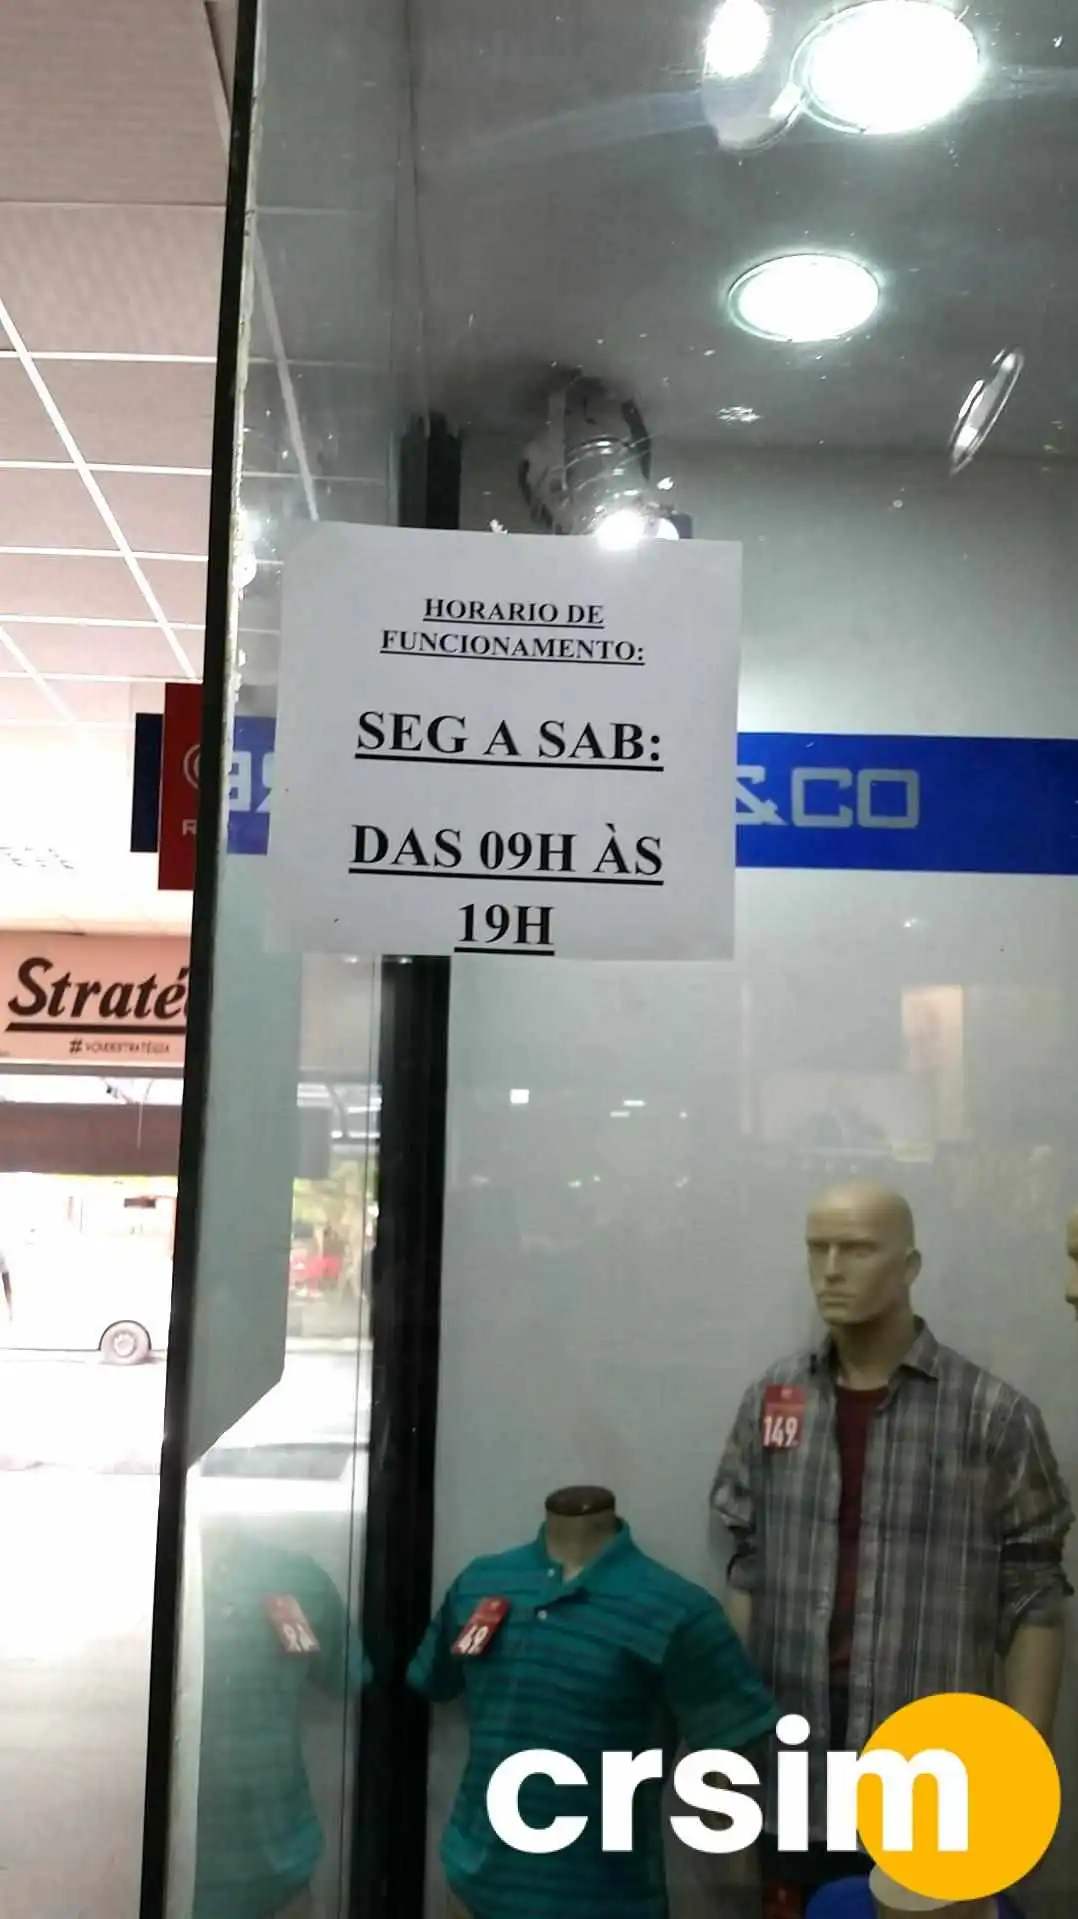 HORARIO DE
FUNCIONAMENTO:
SEG A SAB:
DAS 09H ÀS
19H
&CO
Straté
149
49
crsim